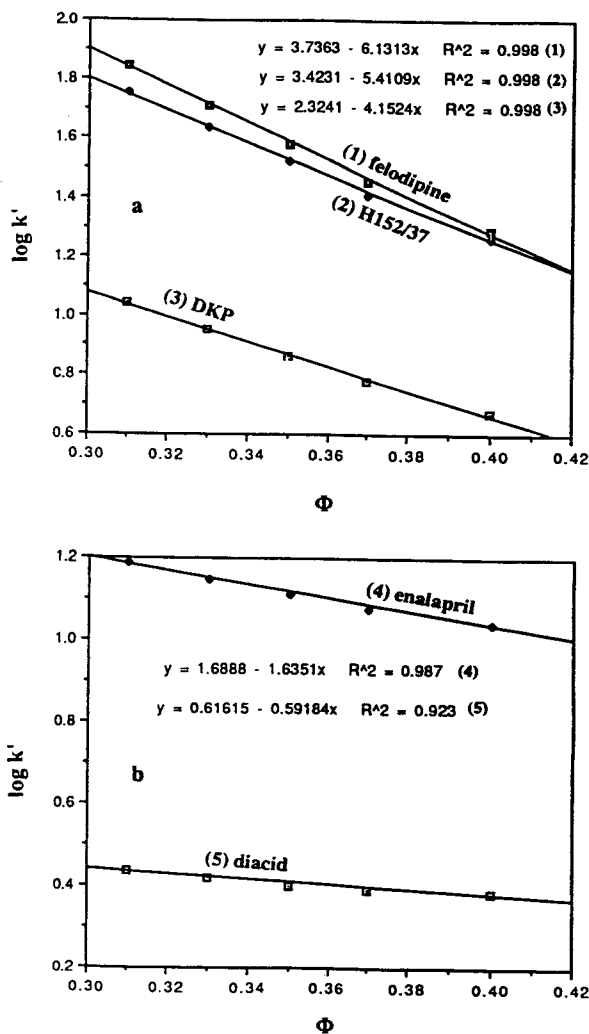 2.0
y = 3.7363 - 6.1313x R^2 = 0.998 (1)
1.8
y = 3.4231 - 5.4109x R^2 = 0.998 (2)
y = 2.3241 - 4.1524x R^2 = 0.998 (3)
1.6
(1) felodipine
1.4
a
(2) H152/37
log k'
1.2
(3) DKP
1.0
0.8
0.6
0.30 0.32 0.34 0.36 0.38 0.40 0.42
Φ
1.2
(4) enalapril
1.0
y = 1.6888 - 1.6351x R^2 = 0.987 (4)
y = 0.61615 - 0.59184x R^2 = 0.923 (5)
0.8
log k'
b
0.6
(5) diacid
0.4
0.2
0.30 0.32 0.34 0.36 0.38 0.40 0.42
Φ